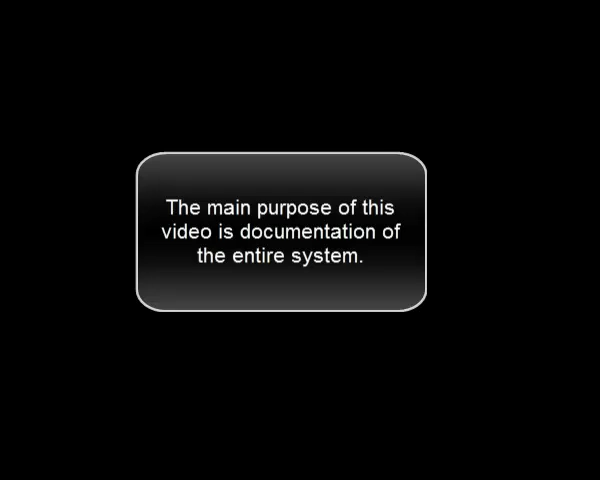 The main purpose of this
video is documentation of
the entire system.